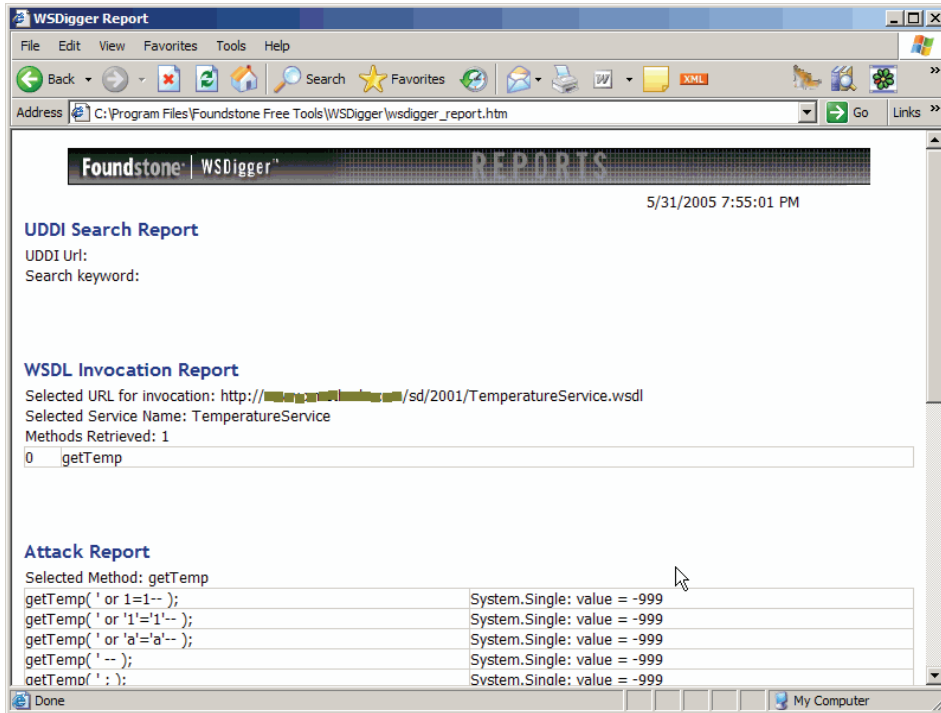 WSDigger Report
File Edit View Favorites Tools Help
Back Search Favorites W XML »
Address C:\Program Files\Foundstone Free Tools\WSDigger\wsdigger_report.htm Go Links »
Foundstone | WSDigger™ REPORTS
5/31/2005 7:55:01 PM
UDDI Search Report
UDDI Url:
Search keyword:
WSDL Invocation Report
Selected URL for invocation: http:// /sd/2001/TemperatureService.wsdl
Selected Service Name: TemperatureService
Methods Retrieved: 1
0 getTemp
Attack Report
Selected Method: getTemp
getTemp( ' or 1=1-- ); System.Single: value = -999
getTemp( ' or '1'='1'-- ); System.Single: value = -999
getTemp( ' or 'a'='a'-- ); System.Single: value = -999
getTemp( ' -- ); System.Single: value = -999
getTemp( ' ; ); System.Single: value = -999
Done My Computer